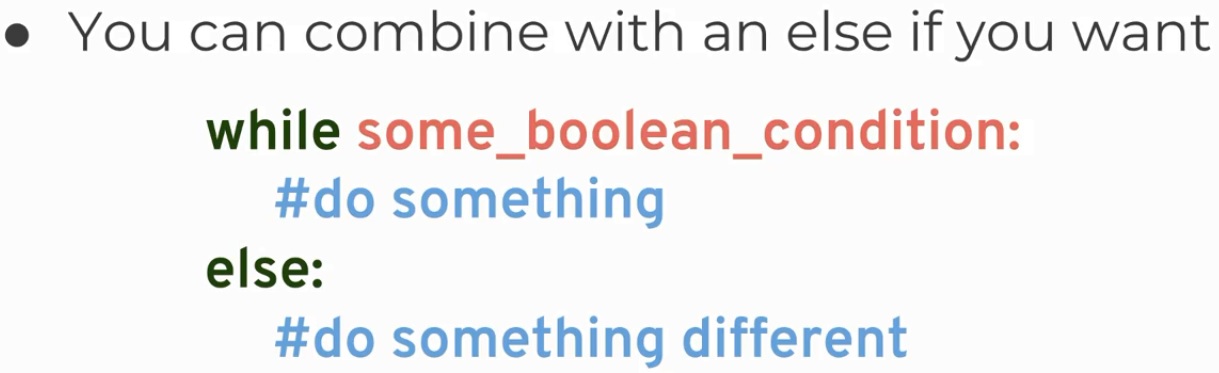 ● You can combine with an else if you want
while some_boolean_condition:
#do something
else:
#do something different